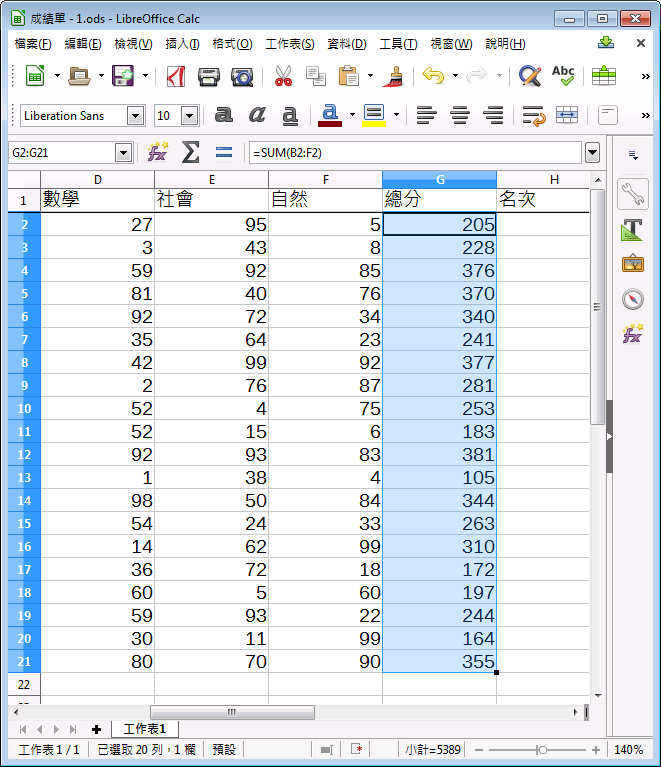 成績單 - 1.ods - LibreOffice Calc
檔案(F) 編輯(E) 檢視(V) 插入(I) 格式(O) 工作表(S) 資料(D) 工具(T) 視窗(W) 說明(H)
Abc
Liberation Sans 10 a a a a
G2:G21 fx Σ = =SUM(B2:F2)
D E F G H
1 數學 社會 自然 總分 名次
2 27 95 5 205
3 3 43 8 228
4 59 92 85 376
5 81 40 76 370
6 92 72 34 340
7 35 64 23 241
8 42 99 92 377
9 2 76 87 281
10 52 4 75 253
11 52 15 6 183
12 92 93 83 381
13 1 38 4 105
14 98 50 84 344
15 54 24 33 263
16 14 62 99 310
17 36 72 18 172
18 60 5 60 197
19 59 93 22 244
20 30 11 99 164
21 80 70 90 355
22
工作表1
工作表 1 / 1 已選取 20 列，1 欄 預設 小計=5389 140%